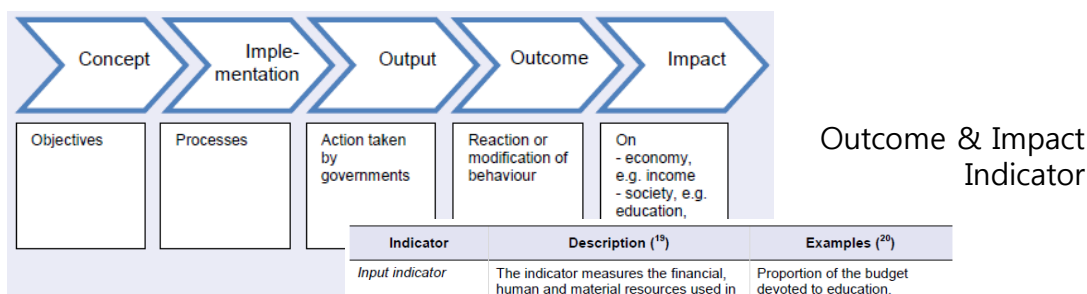 Concept
Imple-
mentation
Output
Outcome
Impact
Objectives
Processes
Action taken
by
governments
Reaction or
modification of
behaviour
On
- economy,
e.g. income
- society, e.g.
education,
Outcome & Impact
Indicator
Indicator Description (¹⁹) Examples (²⁰)
Input indicator
The indicator measures the financial,
human and material resources used in
Proportion of the budget
devoted to education,